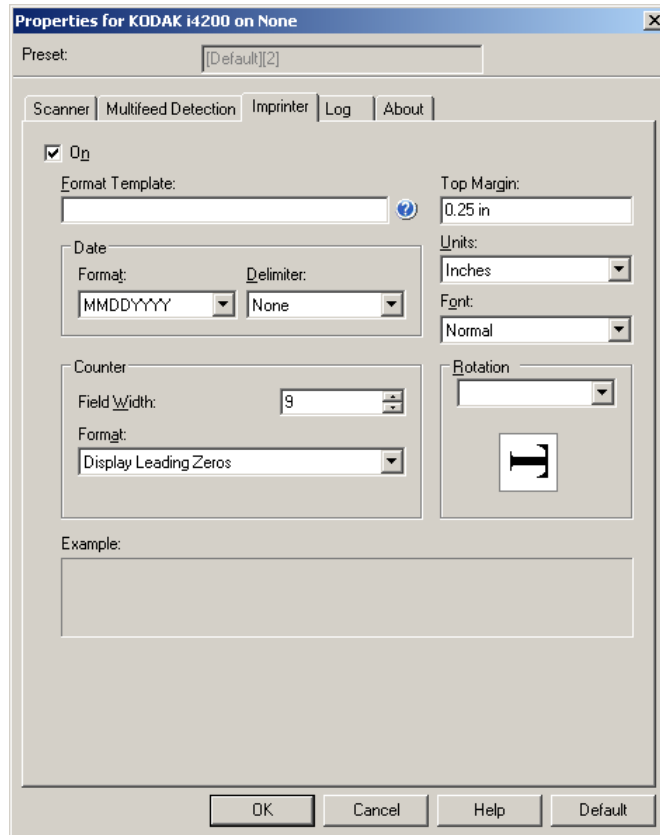 Properties for KODAK i4200 on None
Preset: [Default][2]
Scanner Multifeed Detection Imprinter Log About
On
Format Template:
Top Margin:
0.25 in
Date
Format: Delimiter:
MMDDYYYY None
Units:
Inches
Font:
Normal
Counter
Field Width: 9
Format:
Display Leading Zeros
Rotation
Example:
OK Cancel Help Default